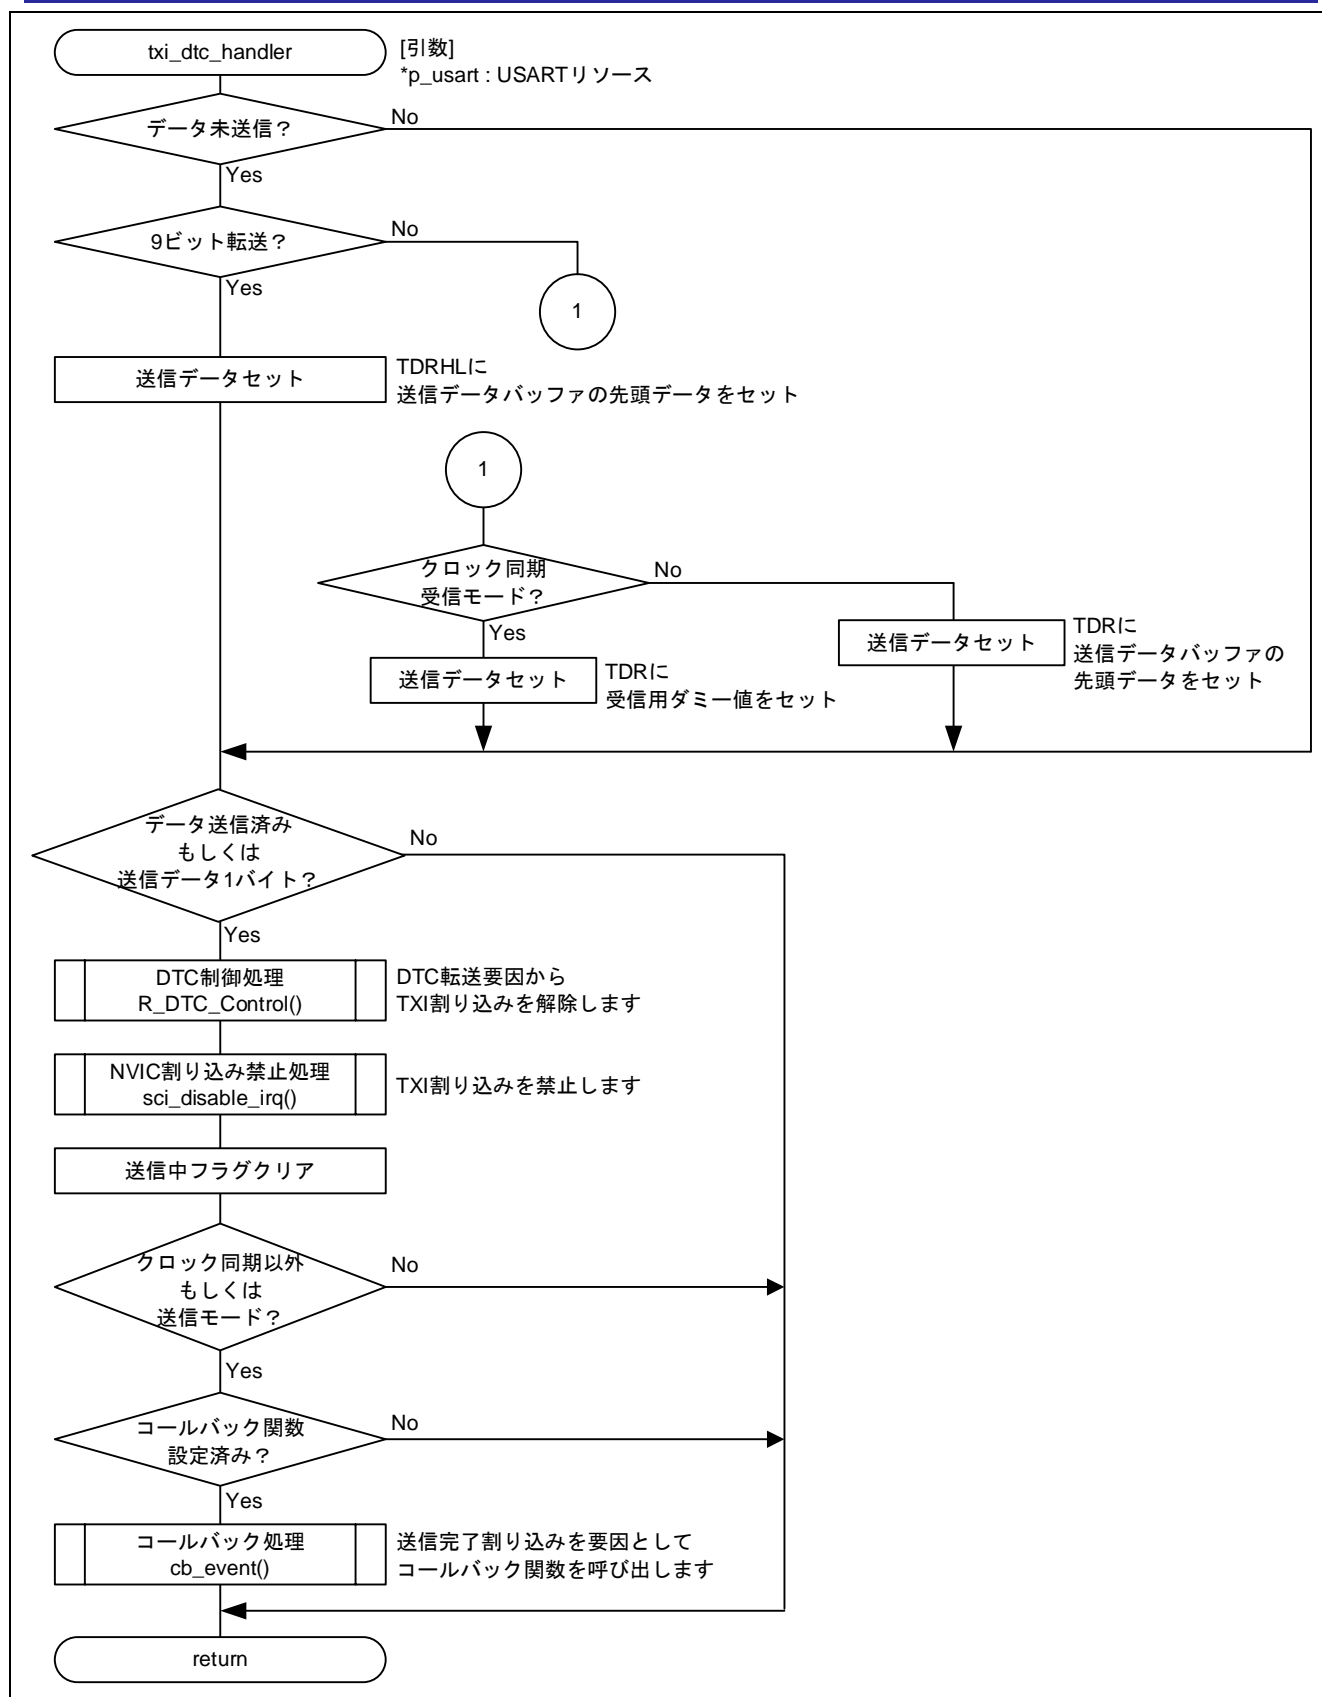 txi_dtc_handler
[引数]
*p_usart : USARTリソース
データ未送信？
No
Yes
9ビット転送？
No
Yes
1
送信データセット
TDRHLに
送信データバッファの先頭データをセット
1
クロック同期
受信モード？
No
Yes
送信データセット
TDRに
送信データバッファの
先頭データをセット
送信データセット
TDRに
受信用ダミー値をセット
データ送信済み
もしくは
送信データ1バイト？
No
Yes
DTC制御処理
R_DTC_Control()
DTC転送要因から
TXI割り込みを解除します
NVIC割り込み禁止処理
sci_disable_irq()
TXI割り込みを禁止します
送信中フラグクリア
クロック同期以外
もしくは
送信モード？
No
Yes
コールバック関数
設定済み？
No
Yes
コールバック処理
cb_event()
送信完了割り込みを要因として
コールバック関数を呼び出します
return